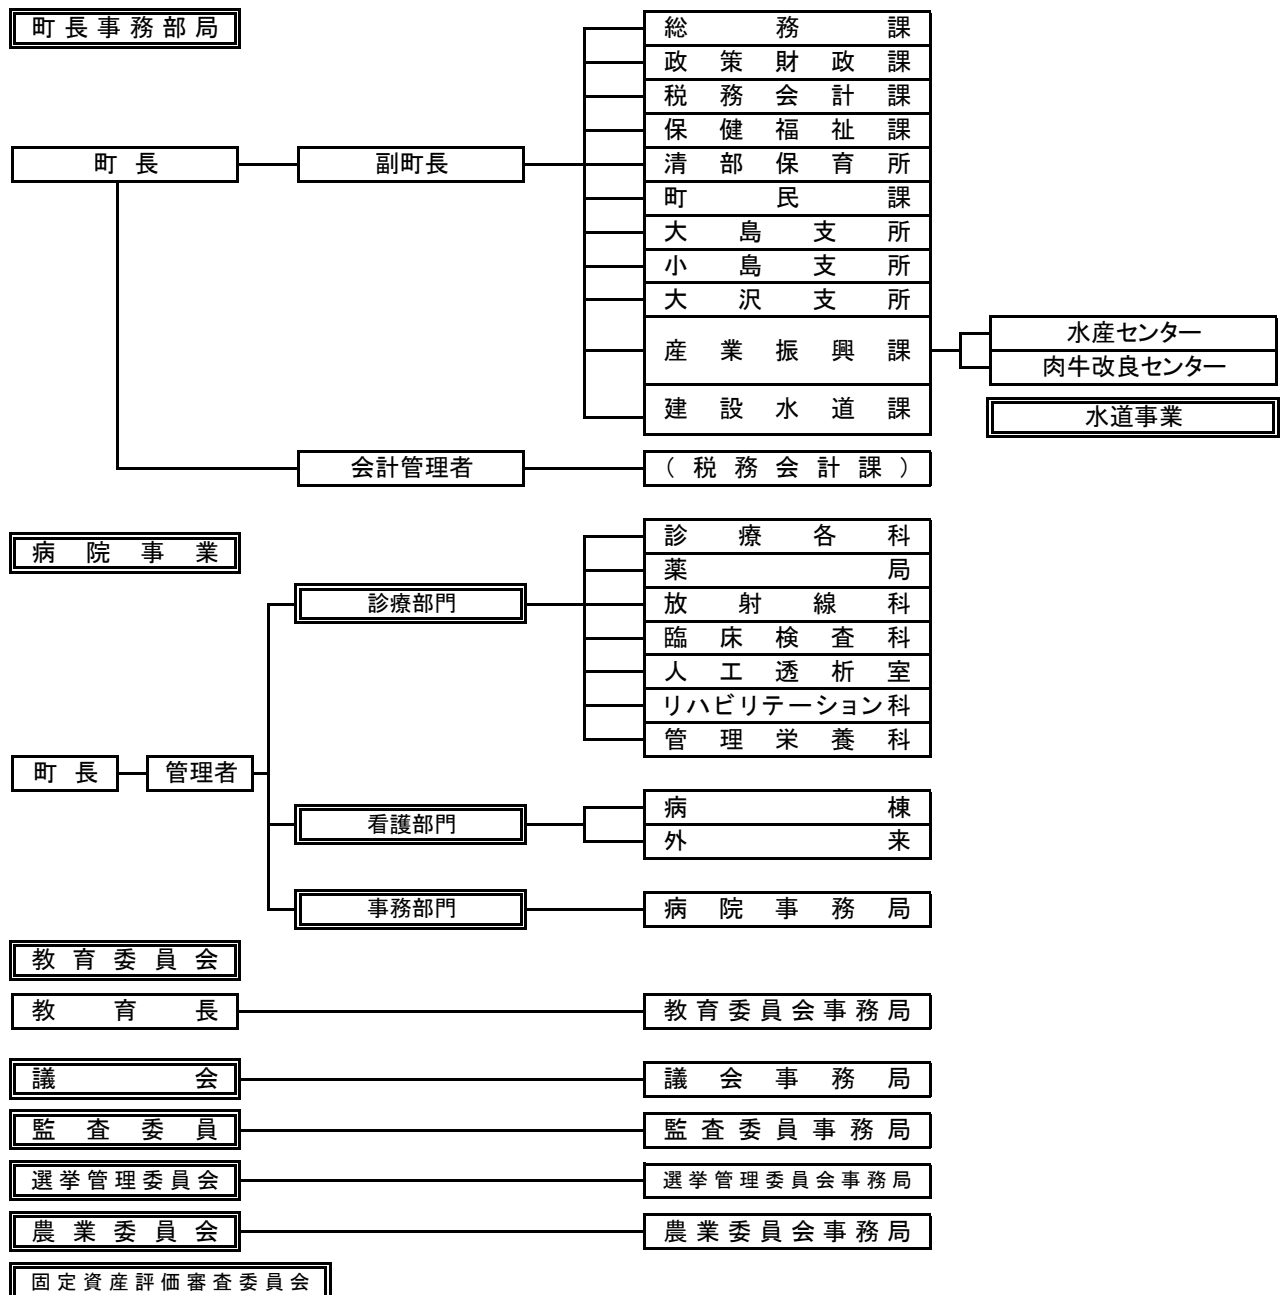 町長事務部局
総務課
政策財政課
税務会計課
保健福祉課
町長
副町長
清部保育所
町民課
大島支所
小島支所
大沢支所
産業振興課
水産センター
肉牛改良センター
建設水道課
水道事業
会計管理者
(税務会計課)
病院事業
診療各科
薬局
診療部門
放射線科
臨床検査科
人工透析室
リハビリテーション科
管理栄養科
町長
管理者
看護部門
病棟
外来
事務部門
病院事務局
教育委員会
教育長
教育委員会事務局
議会
議会事務局
監査委員
監査委員事務局
選挙管理委員会
選挙管理委員会事務局
農業委員会
農業委員会事務局
固定資産評価審査委員会